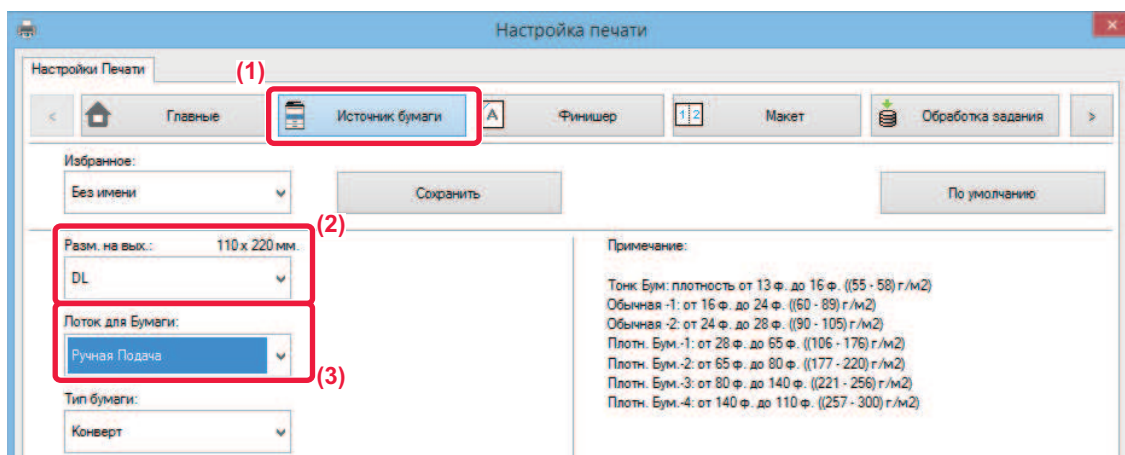 Настройка печати
Настройки Печати
(1)
< Главные Источник бумаги A Финишер 1 2 Макет Обработка задания >
Избранное:
Без имени Сохранить По умолчанию
(2)
Разм. на вых.: 110 x 220 мм.
DL
Лоток для Бумаги:
Ручная Подача
(3)
Тип бумаги:
Конверт
Примечание:
Тонк Бум: плотность от 13 ф. до 16 ф. ((55 - 58) г/м2)
Обычная -1: от 16 ф. до 24 ф. ((60 - 89) г/м2)
Обычная -2: от 24 ф. до 28 ф. ((90 - 105) г/м2)
Плотн. Бум.-1: от 28 ф. до 65 ф. ((106 - 176) г/м2)
Плотн. Бум.-2: от 65 ф. до 80 ф. ((177 - 220) г/м2)
Плотн. Бум.-3: от 80 ф. до 140 ф. ((221 - 256) г/м2)
Плотн. Бум.-4: от 140 ф. до 110 ф. ((257 - 300) г/м2)